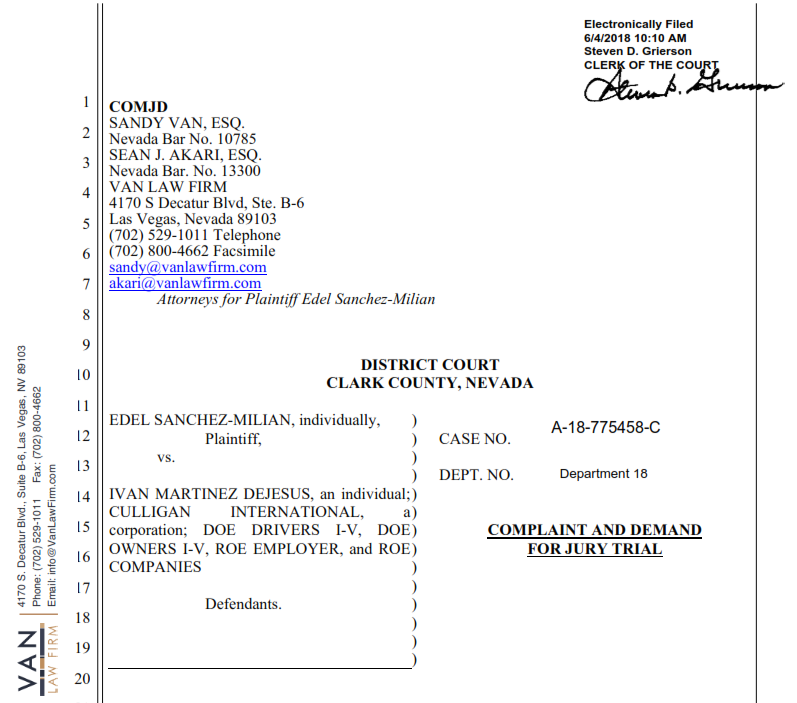 Electronically Filed
6/4/2018 10:10 AM
Steven D. Grierson
CLERK OF THE COURT
Steven D. Grierson
1
2
3
4
5
6
7
8
9
10
11
12
13
14
15
16
17
18
19
20
COMJD
SANDY VAN, ESQ.
Nevada Bar No. 10785
SEAN J. AKARI, ESQ.
Nevada Bar. No. 13300
VAN LAW FIRM
4170 S Decatur Blvd, Ste. B-6
Las Vegas, Nevada 89103
(702) 529-1011 Telephone
(702) 800-4662 Facsimile
sandy@vanlawfirm.com
akari@vanlawfirm.com
Attorneys for Plaintiff Edel Sanchez-Milian
DISTRICT COURT
CLARK COUNTY, NEVADA
EDEL SANCHEZ-MILIAN, individually, )
Plaintiff, )
vs. )
)
IVAN MARTINEZ DEJESUS, an individual; )
CULLIGAN INTERNATIONAL, a )
corporation; DOE DRIVERS I-V, DOE )
OWNERS I-V, ROE EMPLOYER, and ROE )
COMPANIES )
)
Defendants. )
)
)
)
CASE NO. A-18-775458-C
DEPT. NO. Department 18
COMPLAINT AND DEMAND
FOR JURY TRIAL
VAN
LAW FIRM
4170 S. Decatur Blvd., Suite B-6, Las Vegas, NV 89103
Phone: (702) 529-1011 Fax: (702) 800-4662
Email: info@VanLawFirm.com